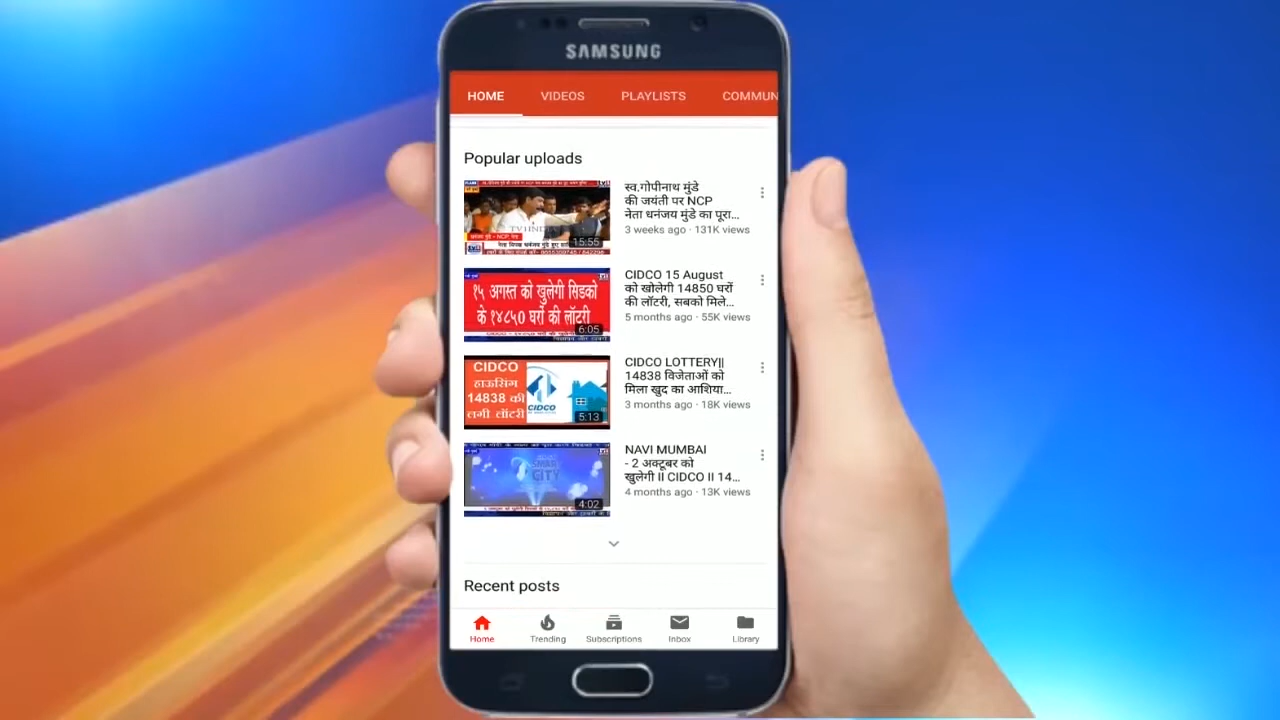 SAMSUNG
HOME VIDEOS PLAYLISTS COMMUN
Popular uploads
स्व.गोपीनाथ मुंडे
की जयंती पर NCP
नेता धनंजय मुंडे का पूरा...
3 weeks ago · 131K views
15:55
CIDCO 15 August
को खोलेगी 14850 घरों
की लॉटरी, सबको मिले...
5 months ago · 55K views
१५ अगस्त को खुलेगी सिडको
के १४८५० घरों की लॉटरी
6:05
CIDCO LOTTERY||
14838 विजेताओं को
मिला खुद का आशिया...
3 months ago · 18K views
CIDCO
हाऊसिंग
14838 की
लगी लॉटरी
CIDCO
5:13
NAVI MUMBAI
- 2 अक्टूबर को
खुलेगी II CIDCO II 14...
4 months ago · 13K views
SMART
CITY
4:02
Recent posts
Home Trending Subscriptions Inbox Library